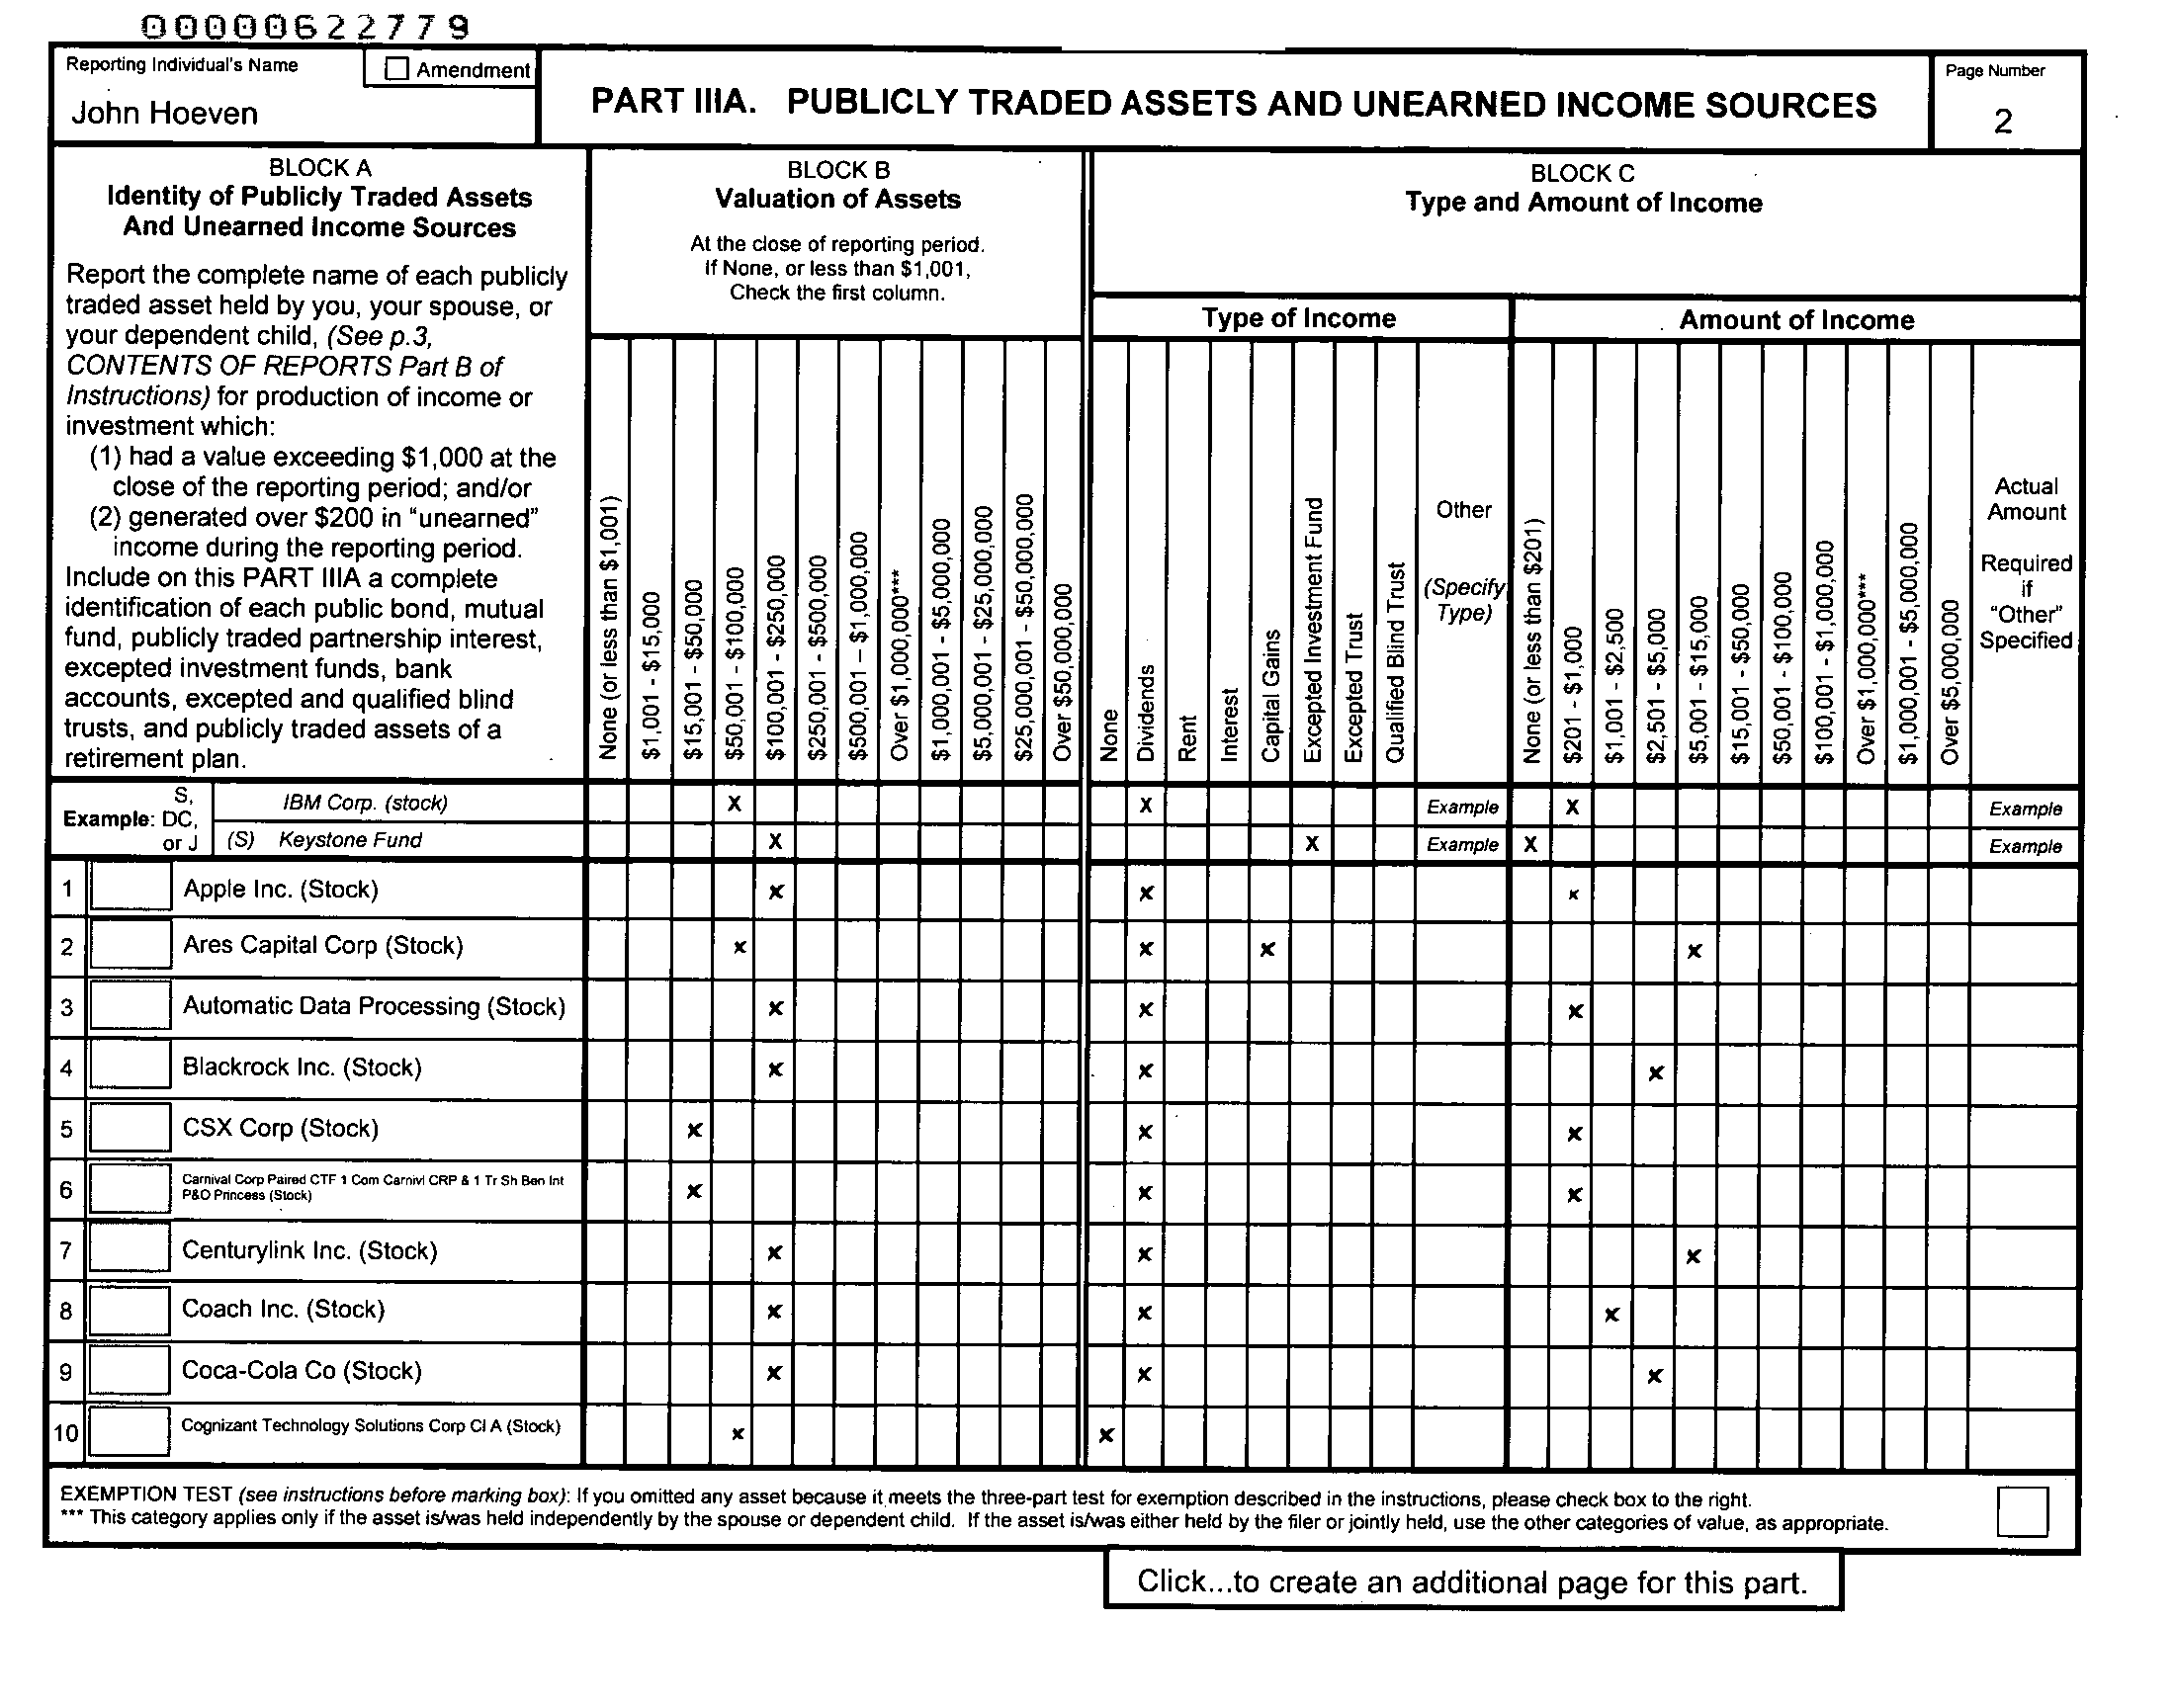 00000622779
Reporting Individual's Name
Amendment
John Hoeven
PART IIIA. PUBLICLY TRADED ASSETS AND UNEARNED INCOME SOURCES
Page Number
2
BLOCK A
Identity of Publicly Traded Assets
And Unearned Income Sources
Report the complete name of each publicly
traded asset held by you, your spouse, or
your dependent child, (See p.3,
CONTENTS OF REPORTS Part B of
Instructions) for production of income or
investment which:
(1) had a value exceeding $1,000 at the
close of the reporting period; and/or
(2) generated over $200 in "unearned"
income during the reporting period.
Include on this PART IIIA a complete
identification of each public bond, mutual
fund, publicly traded partnership interest,
excepted investment funds, bank
accounts, excepted and qualified blind
trusts, and publicly traded assets of a
retirement plan.
BLOCK B
Valuation of Assets
At the close of reporting period.
If None, or less than $1,001,
Check the first column.
None (or less than $1,001)
$1,001 - $15,000
$15,001 - $50,000
$50,001 - $100,000
$100,001 - $250,000
$250,001 - $500,000
$500,001 – $1,000,000
Over $1,000,000***
$1,000,001 - $5,000,000
$5,000,001 - $25,000,000
$25,000,001 - $50,000,000
Over $50,000,000
BLOCK C
Type and Amount of Income
Type of Income
None
Dividends
Rent
Interest
Capital Gains
Excepted Investment Fund
Excepted Trust
Qualified Blind Trust
Other
(Specify
Type)
Amount of Income
None (or less than $201)
$201 - $1,000
$1,001 - $2,500
$2,501 - $5,000
$5,001 - $15,000
$15,001 - $50,000
$50,001 - $100,000
$100,001 - $1,000,000
Over $1,000,000***
$1,000,001 - $5,000,000
Over $5,000,000
Actual
Amount
Required
if
"Other"
Specified
Example: S, DC, or J
IBM Corp. (stock) X X Example X Example
(S) Keystone Fund X X Example X Example
1 Apple Inc. (Stock) x x x
2 Ares Capital Corp (Stock) x x x x
3 Automatic Data Processing (Stock) x x x
4 Blackrock Inc. (Stock) x x x
5 CSX Corp (Stock) x x x
6 Carnival Corp Paired CTF 1 Com Carnivl CRP & 1 Tr Sh Ben Int
P&O Princess (Stock) x x x
7 Centurylink Inc. (Stock) x x x
8 Coach Inc. (Stock) x x x
9 Coca-Cola Co (Stock) x x x
10 Cognizant Technology Solutions Corp Cl A (Stock) x x
EXEMPTION TEST (see instructions before marking box): If you omitted any asset because it meets the three-part test for exemption described in the instructions, please check box to the right.
*** This category applies only if the asset is/was held independently by the spouse or dependent child. If the asset is/was either held by the filer or jointly held, use the other categories of value, as appropriate.
Click...to create an additional page for this part.